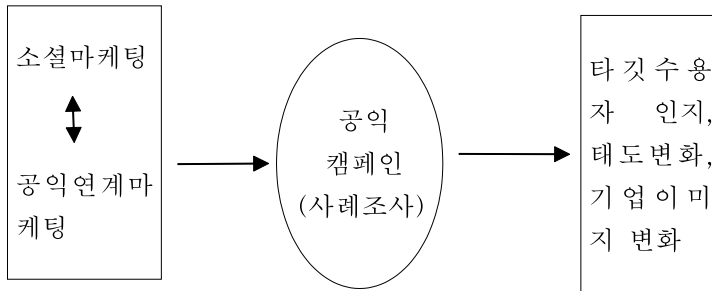 소셜마케팅
공익연계마
케팅
공익
캠페인
(사례조사)
타깃수용
자 인지,
태도변화,
기업이미
지 변화